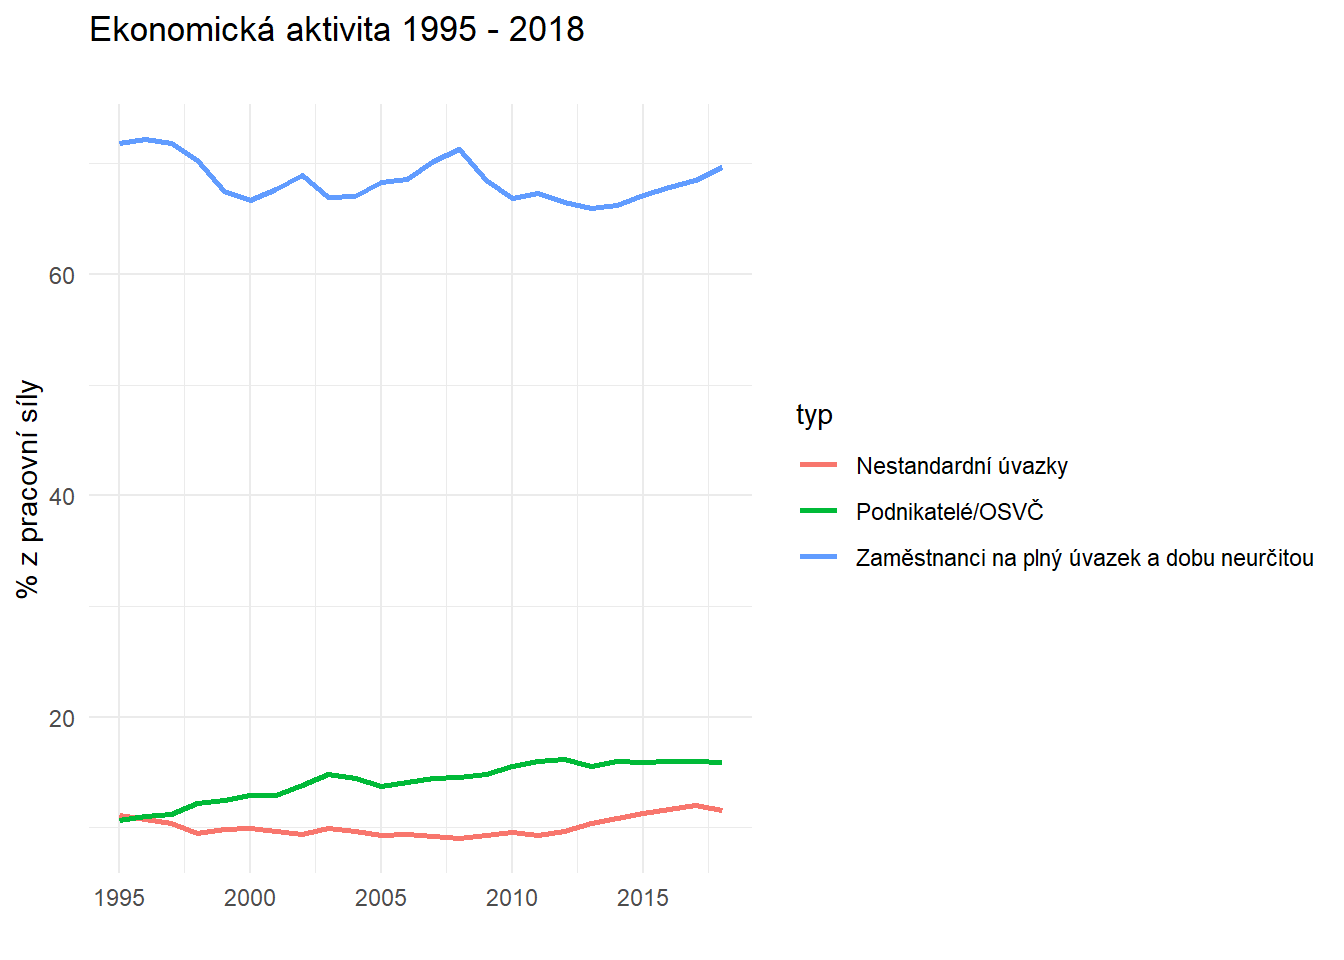 Ekonomická aktivita 1995 - 2018
% z pracovní síly
60
40
20
1995 2000 2005 2010 2015
typ
Nestandardní úvazky
Podnikatelé/OSVČ
Zaměstnanci na plný úvazek a dobu neurčitou